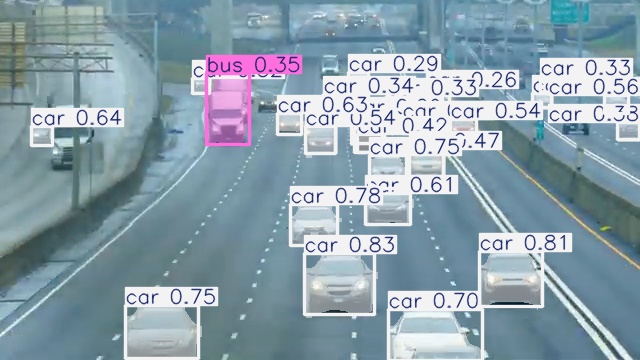 bus 0.35
car 0.29
car 0.33
car 0.56
car 0.34
0.33
0.26
car 0.64
car 0.63
0.54
car 0.54
car 0.33
0.42
car 0.75
0.47
0.61
car 0.78
car 0.83
car 0.81
car 0.75
car 0.70